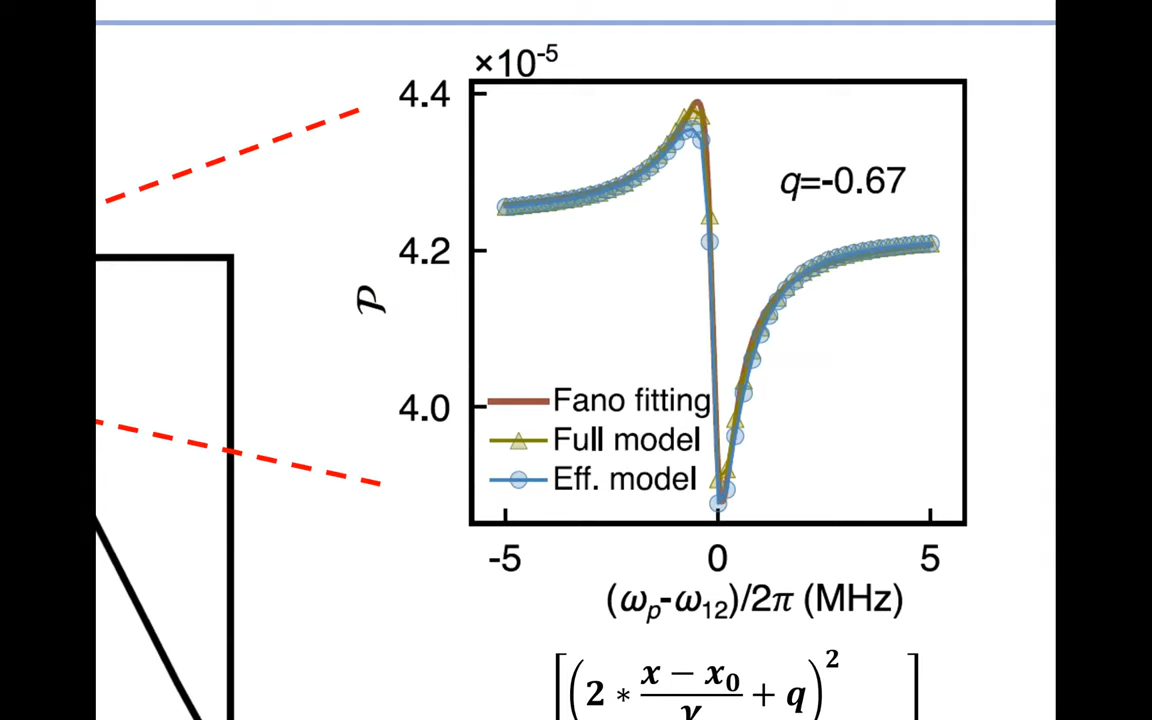 ×10⁻⁵
4.4
q=-0.67
4.2
𝒫
4.0
Fano fitting
Full model
Eff. model
-5 0 5
(ωₚ-ω₁₂)/2π (MHz)
[(2 * (x − x₀)/γ + q)²]